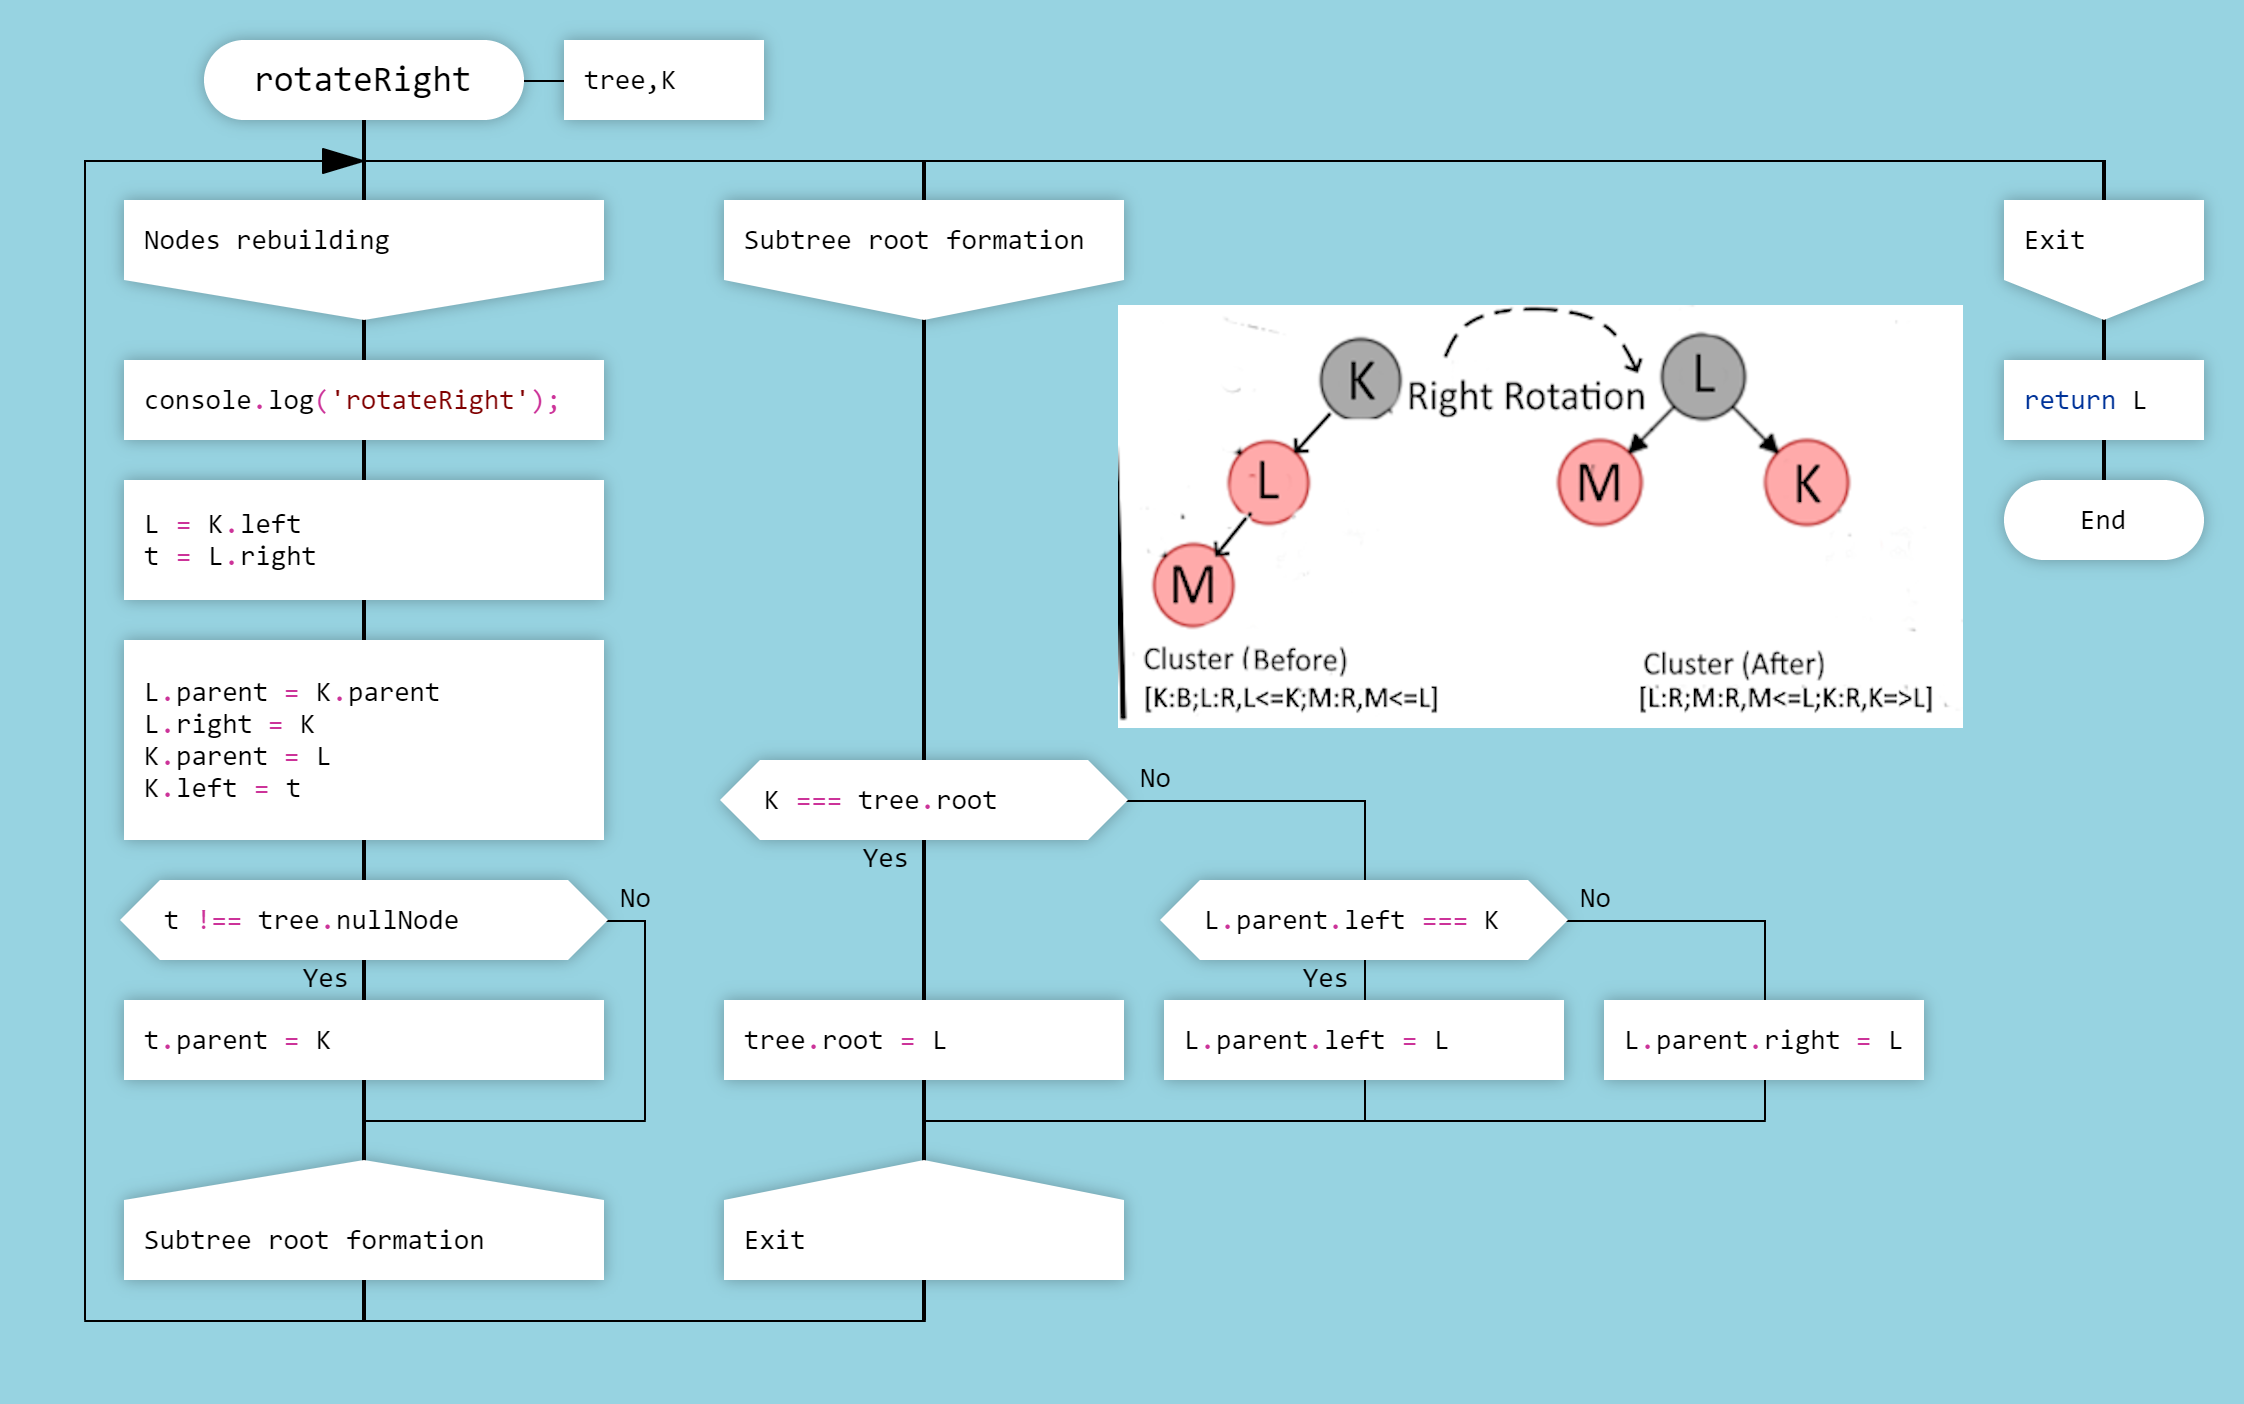 rotateRight
tree,K
Nodes rebuilding
console.log('rotateRight');
L = K.left
t = L.right
L.parent = K.parent
L.right = K
K.parent = L
K.left = t
t !== tree.nullNode
No
Yes
t.parent = K
Subtree root formation
Subtree root formation
K === tree.root
No
Yes
tree.root = L
L.parent.left === K
No
Yes
L.parent.left = L
L.parent.right = L
Exit
K
Right Rotation
L
L
M
K
M
Cluster (Before)
[K:B;L:R,L<=K;M:R,M<=L]
Cluster (After)
[L:R;M:R,M<=L;K:R,K=>L]
Exit
return L
End